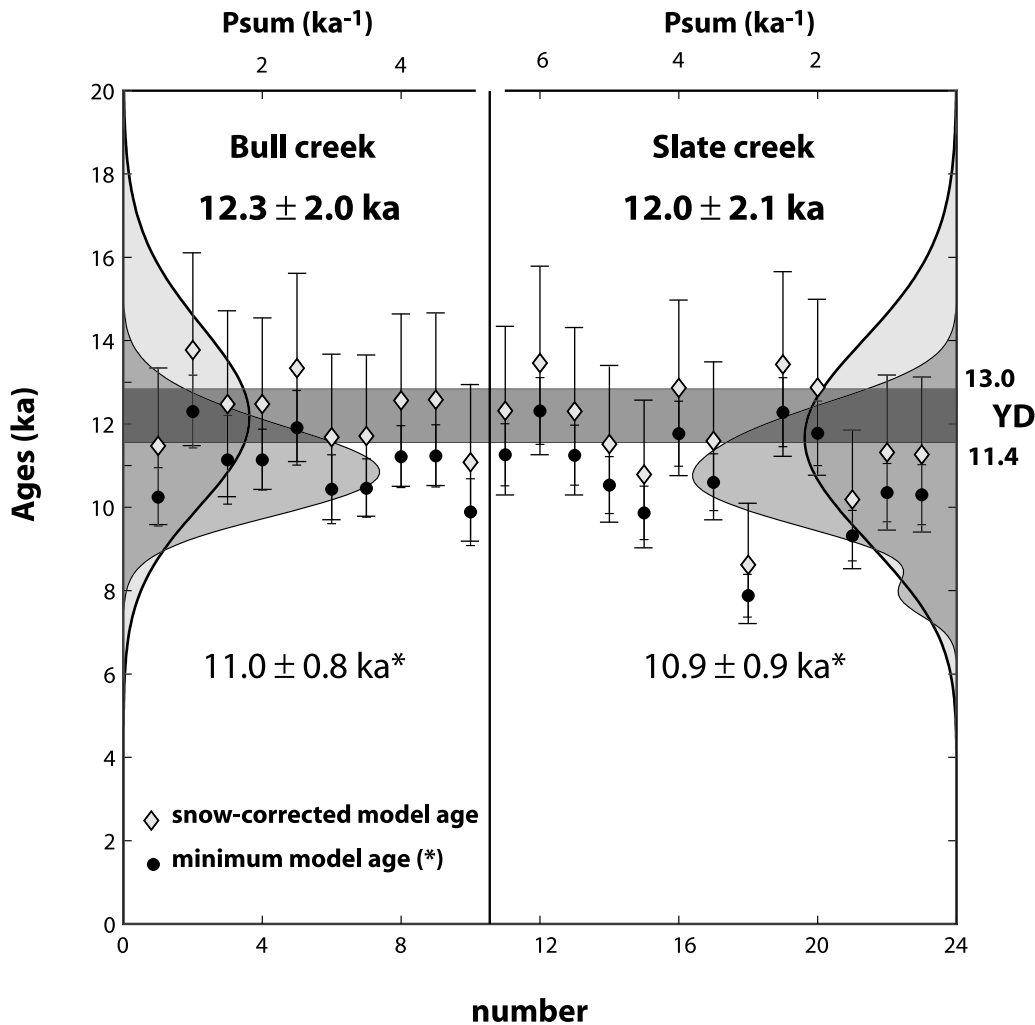 Psum (ka-1) Psum (ka-1)
2 4 6 4 2
20
18
16
14
12
10
8
6
4
2
0
Ages (ka)
Bull creek
12.3 ± 2.0 ka
Slate creek
12.0 ± 2.1 ka
13.0
YD
11.4
11.0 ± 0.8 ka*
10.9 ± 0.9 ka*
snow-corrected model age
minimum model age (*)
0 4 8 12 16 20 24
number